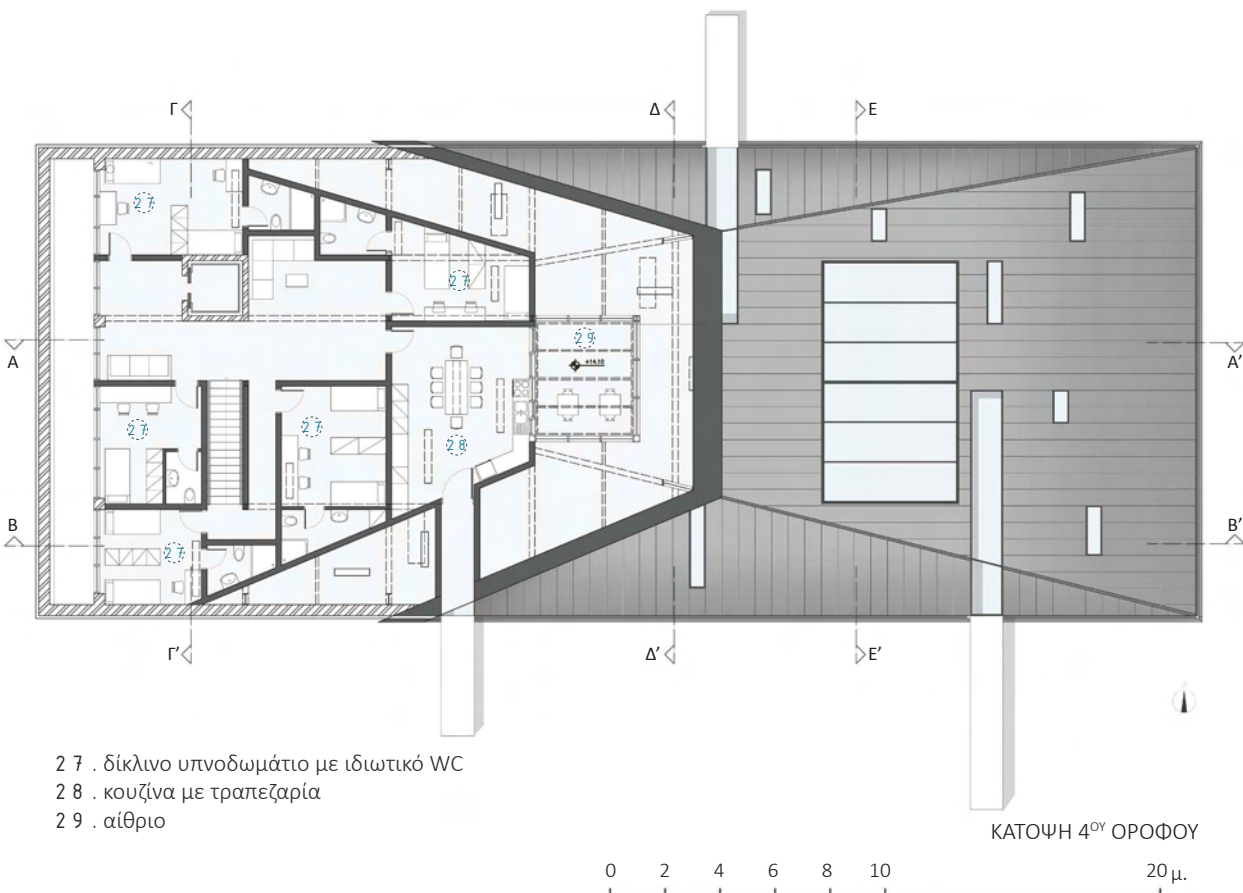 Γ
Δ
Ε
27
27
29
+14.10
Α
Α'
27
27
28
Β
Β'
27
Γ'
Δ'
Ε'
27. δίκλινο υπνοδωμάτιο με ιδιωτικό WC
28. κουζίνα με τραπεζαρία
29. αίθριο
ΚΑΤΟΨΗ 4ΟΥ ΟΡΟΦΟΥ
0 2 4 6 8 10 20 μ.